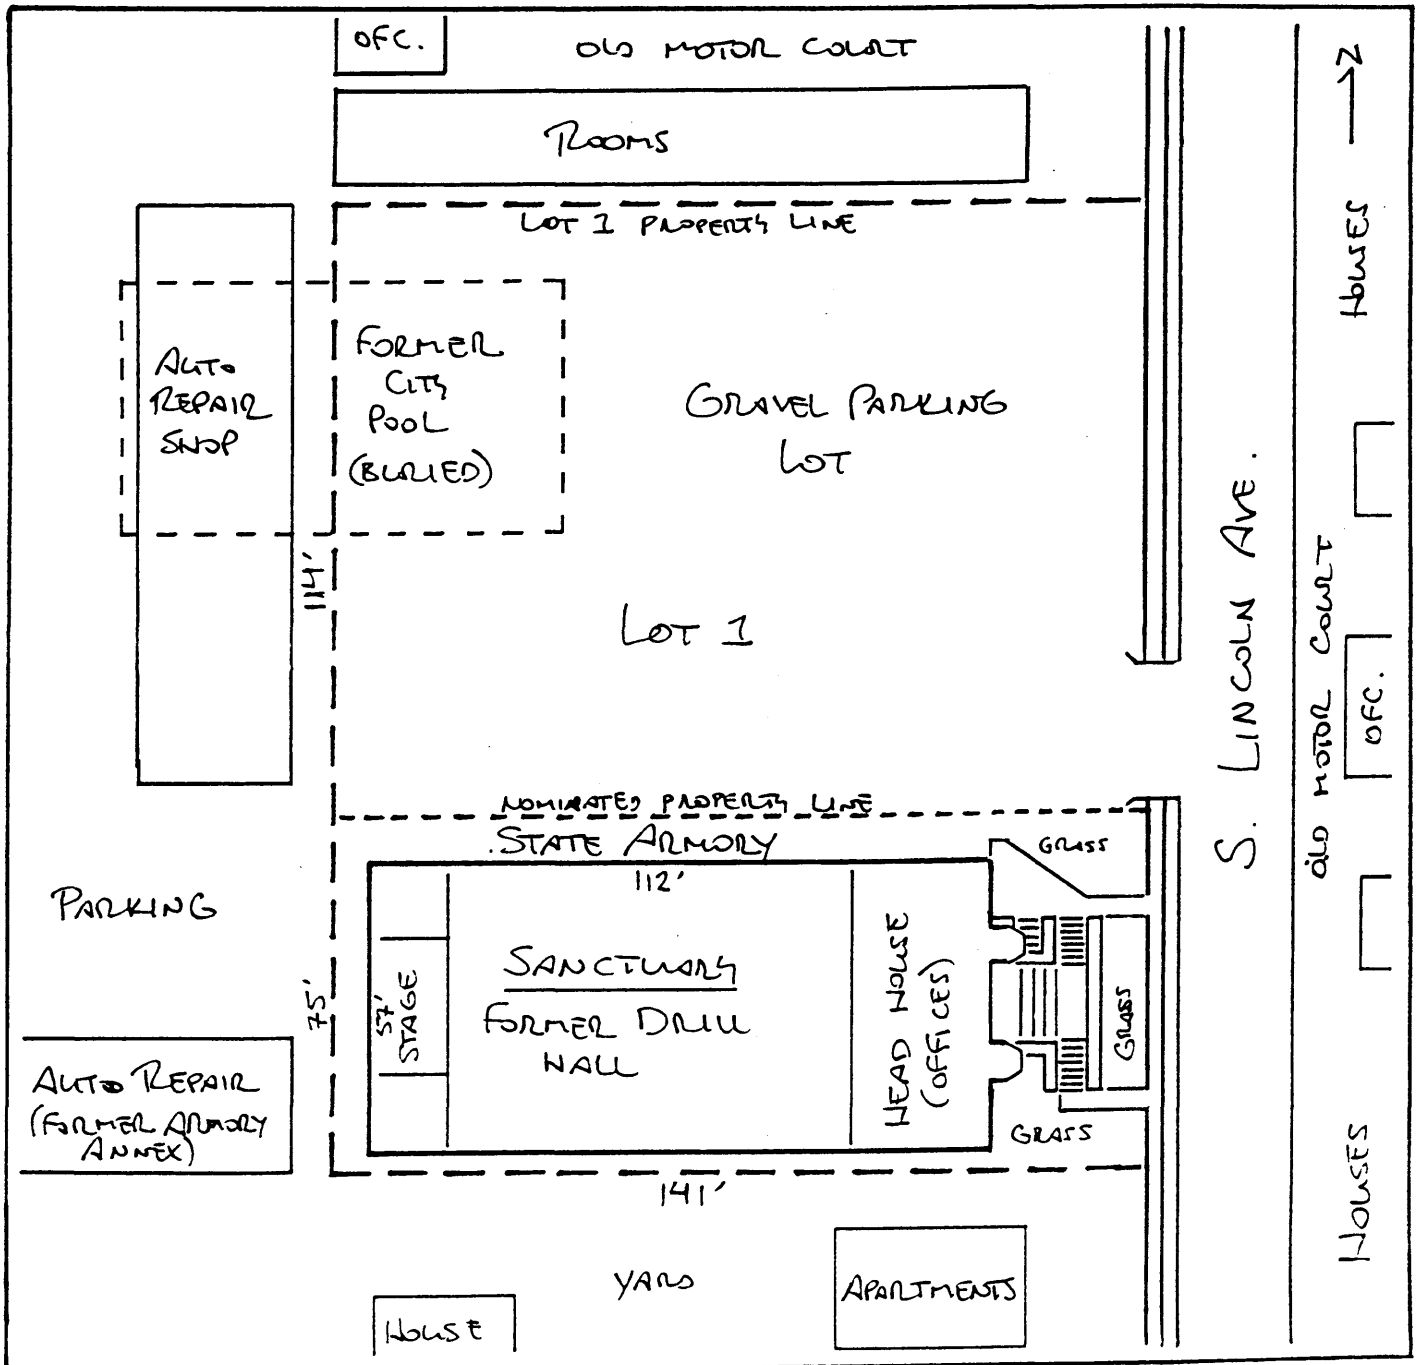 OFC.
OLD MOTOR COURT
ROOMS
LOT 1 PROPERTY LINE
AUTO
REPAIR
SHOP
FORMER
CITY
POOL
(BURIED)
GRAVEL PARKING
LOT
114'
LOT 1
NOMINATED PROPERTY LINE
STATE ARMORY
112'
GRASS
PARKING
75'
57'
STAGE
SANCTUARY
FORMER DRILL
HALL
HEAD HOUSE
(OFFICES)
GRASS
GRASS
AUTO REPAIR
(FORMER ARMORY
ANNEX)
141'
YARD
HOUSE
APARTMENTS
S. LINCOLN AVE.
N
HOUSES
OLD MOTOR COURT
OFC.
HOUSES